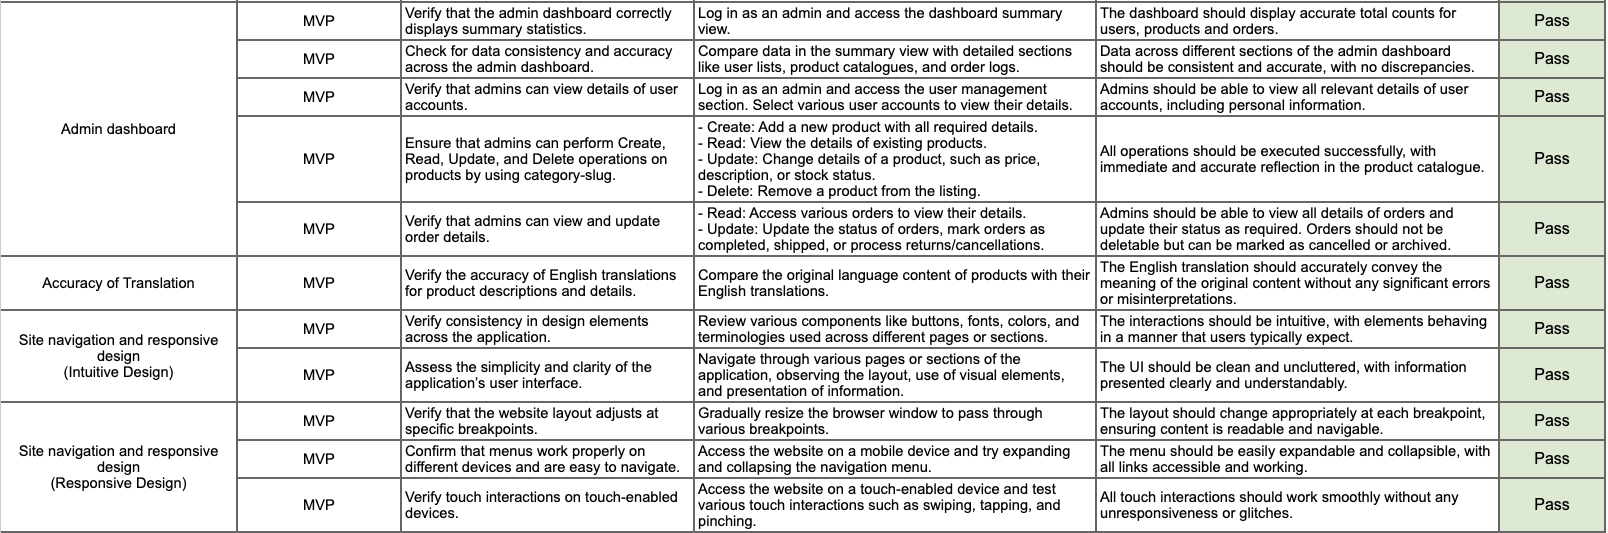 Admin dashboard
MVP
Verify that the admin dashboard correctly
displays summary statistics.
Log in as an admin and access the dashboard summary
view.
The dashboard should display accurate total counts for
users, products and orders.
Pass
MVP
Check for data consistency and accuracy
across the admin dashboard.
Compare data in the summary view with detailed sections
like user lists, product catalogues, and order logs.
Data across different sections of the admin dashboard
should be consistent and accurate, with no discrepancies.
Pass
MVP
Verify that admins can view details of user
accounts.
Log in as an admin and access the user management
section. Select various user accounts to view their details.
Admins should be able to view all relevant details of user
accounts, including personal information.
Pass
MVP
Ensure that admins can perform Create,
Read, Update, and Delete operations on
products by using category-slug.
- Create: Add a new product with all required details.
- Read: View the details of existing products.
- Update: Change details of a product, such as price,
description, or stock status.
- Delete: Remove a product from the listing.
All operations should be executed successfully, with
immediate and accurate reflection in the product catalogue.
Pass
MVP
Verify that admins can view and update
order details.
- Read: Access various orders to view their details.
- Update: Update the status of orders, mark orders as
completed, shipped, or process returns/cancellations.
Admins should be able to view all details of orders and
update their status as required. Orders should not be
deletable but can be marked as cancelled or archived.
Pass
Accuracy of Translation
MVP
Verify the accuracy of English translations
for product descriptions and details.
Compare the original language content of products with their
English translations.
The English translation should accurately convey the
meaning of the original content without any significant errors
or misinterpretations.
Pass
Site navigation and responsive
design
(Intuitive Design)
MVP
Verify consistency in design elements
across the application.
Review various components like buttons, fonts, colors, and
terminologies used across different pages or sections.
The interactions should be intuitive, with elements behaving
in a manner that users typically expect.
Pass
MVP
Assess the simplicity and clarity of the
application's user interface.
Navigate through various pages or sections of the
application, observing the layout, use of visual elements,
and presentation of information.
The UI should be clean and uncluttered, with information
presented clearly and understandably.
Pass
Site navigation and responsive
design
(Responsive Design)
MVP
Verify that the website layout adjusts at
specific breakpoints.
Gradually resize the browser window to pass through
various breakpoints.
The layout should change appropriately at each breakpoint,
ensuring content is readable and navigable.
Pass
MVP
Confirm that menus work properly on
different devices and are easy to navigate.
Access the website on a mobile device and try expanding
and collapsing the navigation menu.
The menu should be easily expandable and collapsible, with
all links accessible and working.
Pass
MVP
Verify touch interactions on touch-enabled
devices.
Access the website on a touch-enabled device and test
various touch interactions such as swiping, tapping, and
pinching.
All touch interactions should work smoothly without any
unresponsiveness or glitches.
Pass